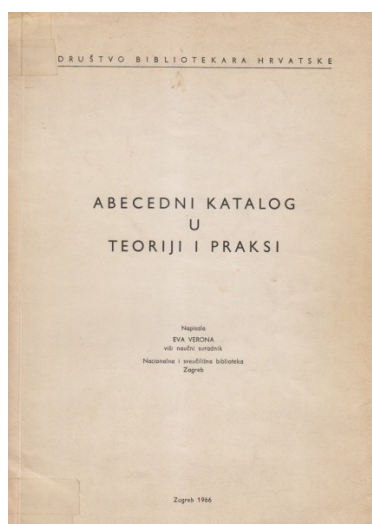 DRUŠTVO BIBLIOTEKARA HRVATSKE
ABECEDNI KATALOG
U
TEORIJI I PRAKSI
Napisala
EVA VERONA
viši naučni suradnik
Nacionalna i sveučilišna biblioteka
Zagreb
Zagreb 1966